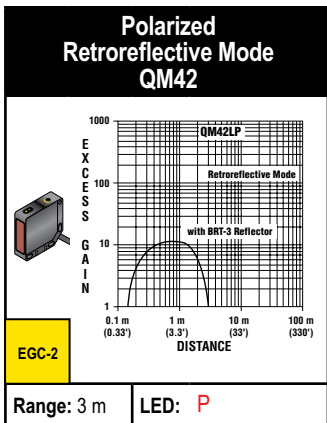 Polarized
Retroreflective Mode
QM42
1000
100
10
1
EXCESS GAIN
QM42LP
Retroreflective Mode
with BRT-3 Reflector
0.1 m
(0.33')
1 m
(3.3')
10 m
(33')
100 m
(330')
DISTANCE
EGC-2
Range: 3 m
LED: P